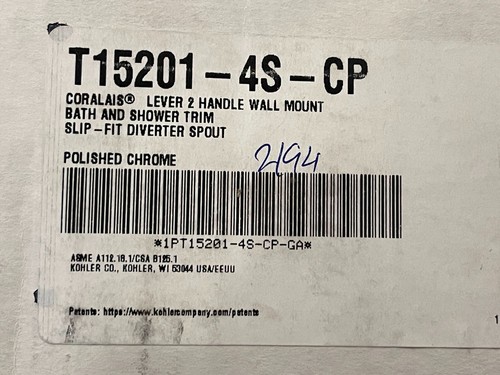 T15201-4S-CP
CORALAIS® LEVER 2 HANDLE WALL MOUNT
BATH AND SHOWER TRIM
SLIP-FIT DIVERTER SPOUT
POLISHED CHROME
2194
*1PT15201-4S-CP-GA*
ASME A112.18.1/CSA B125.1
KOHLER CO., KOHLER, WI 53044 USA/EEUU
Patents: https://www.kohlercompany.com/patents
1